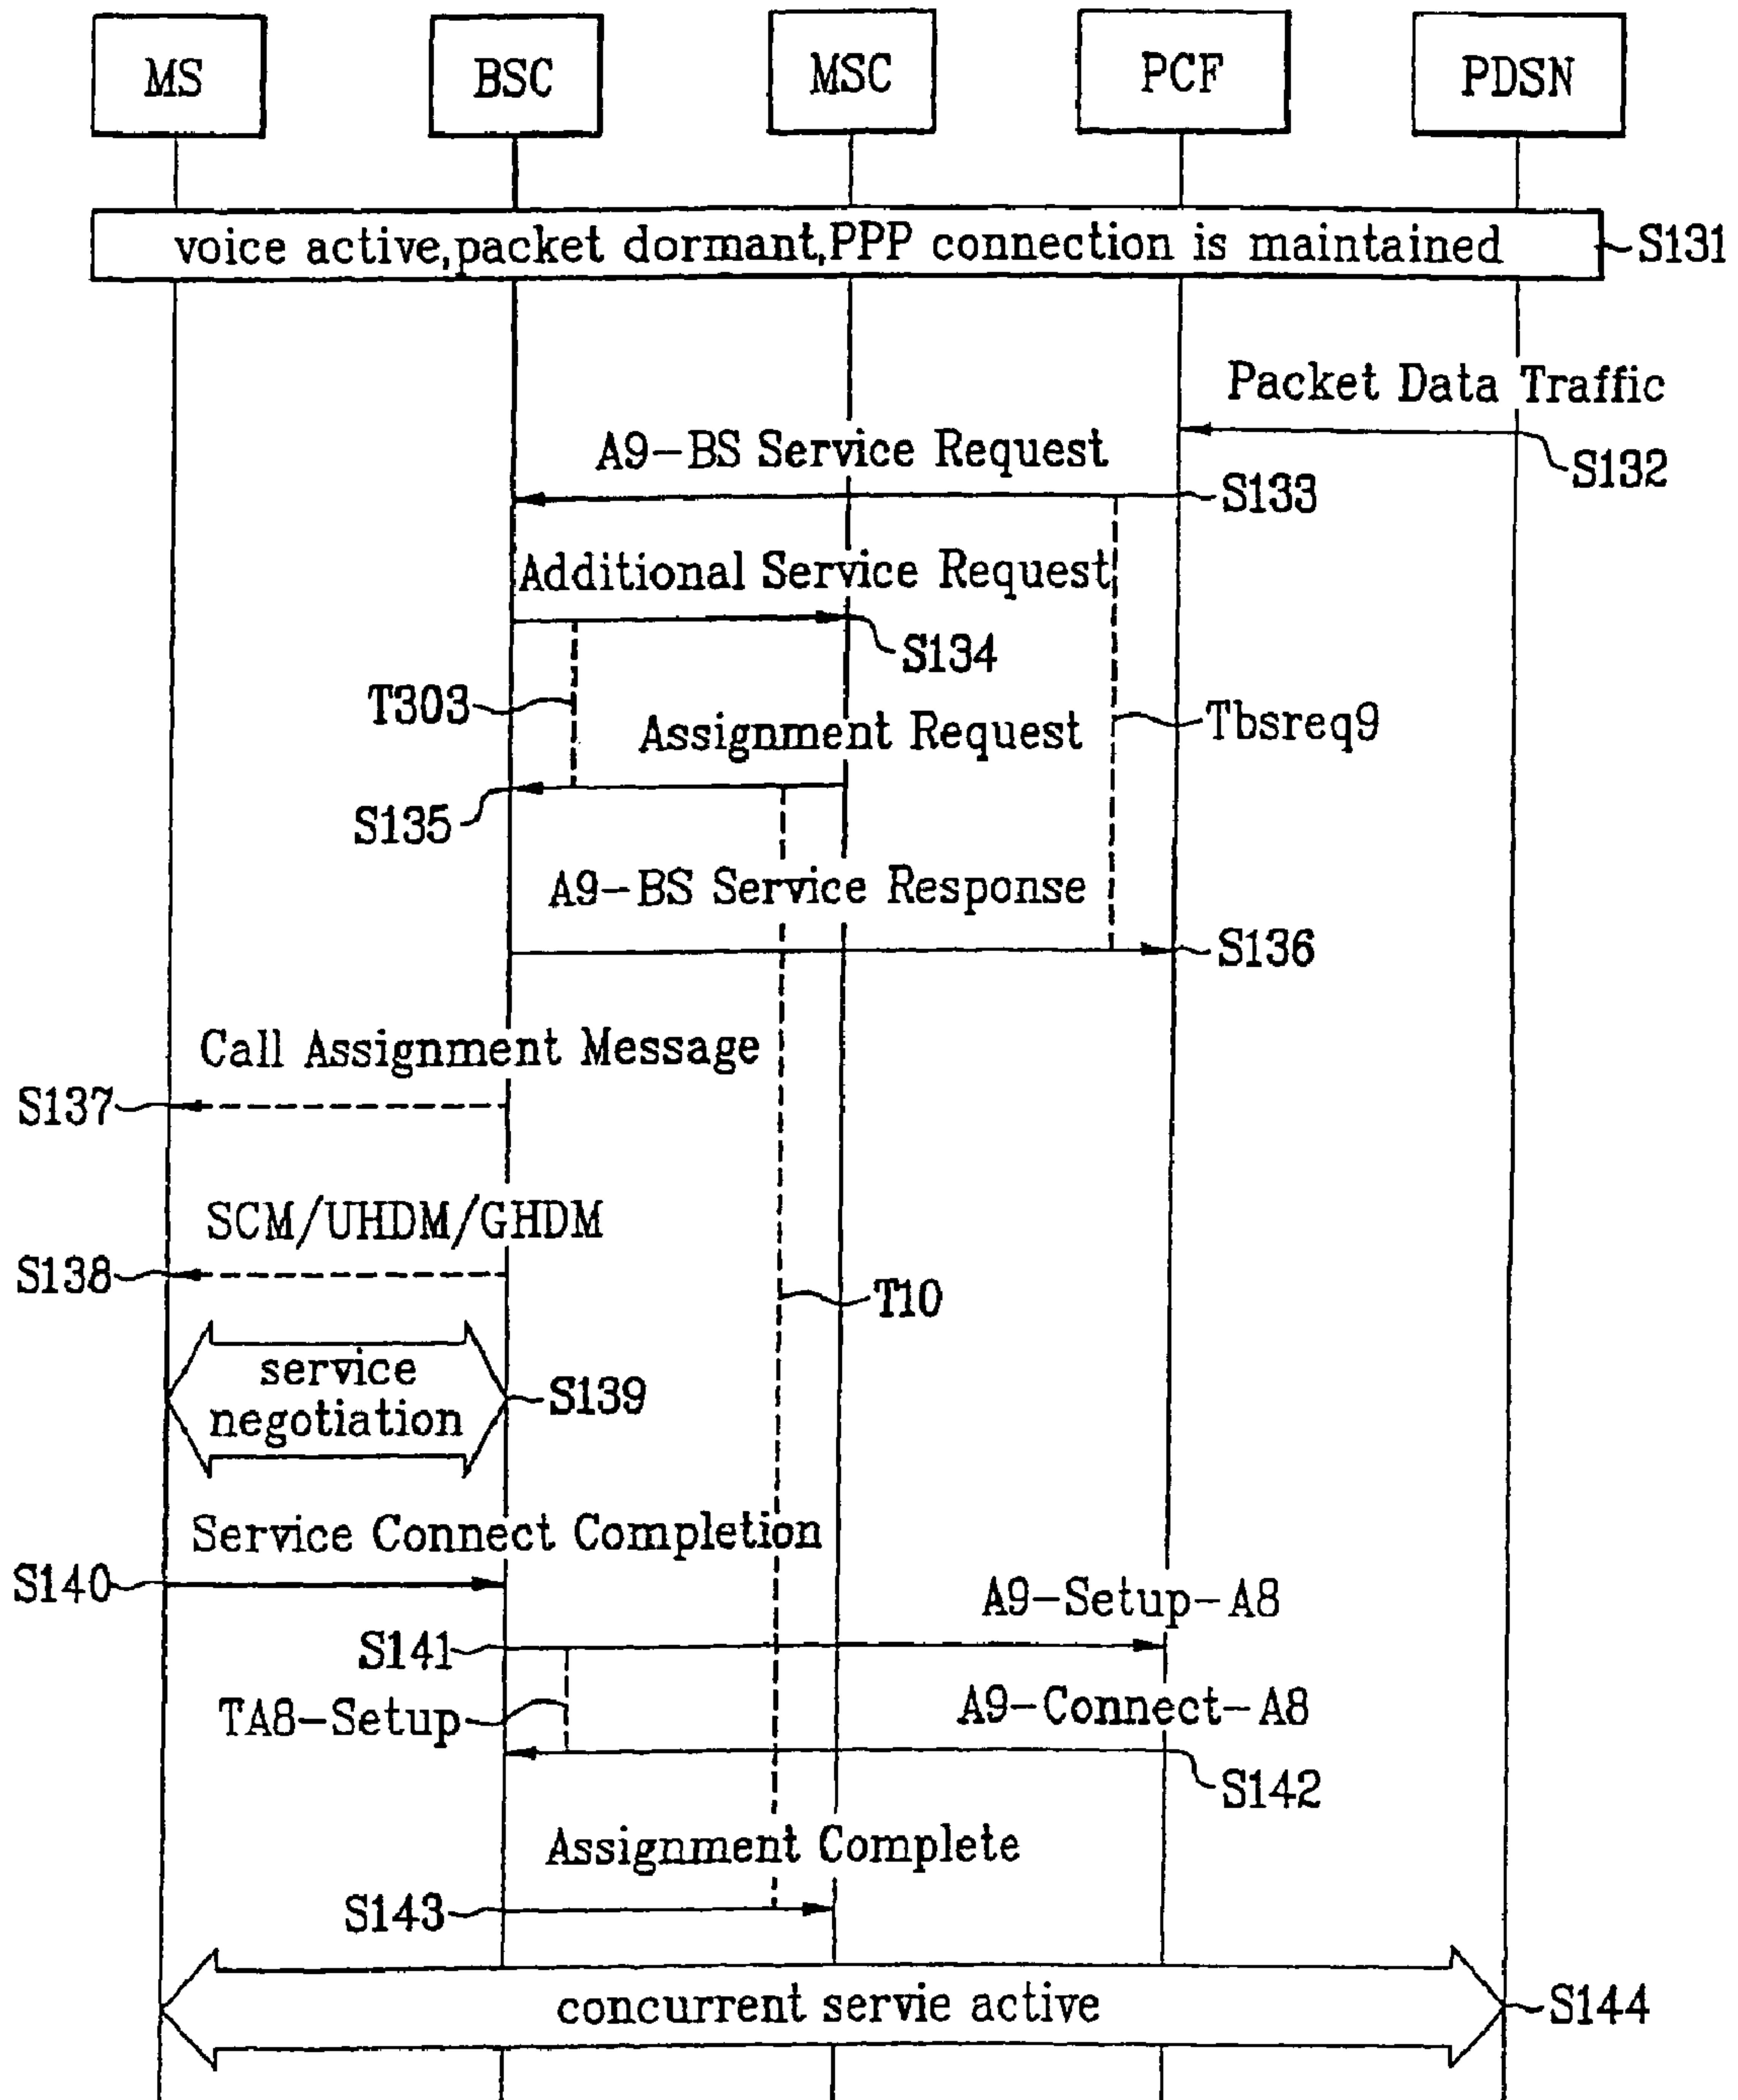 MS
BSC
MSC
PCF
PDSN
voice active,packet dormant,PPP connection is maintained
S131
Packet Data Traffic
S132
A9-BS Service Request
S133
Additional Service Request
S134
T303
Tbsreq9
Assignment Request
S135
A9-BS Service Response
S136
Call Assignment Message
S137
SCM/UHDM/GHDM
S138
T10
service
negotiation
S139
Service Connect Completion
S140
A9-Setup-A8
S141
TA8-Setup
A9-Connect-A8
S142
Assignment Complete
S143
concurrent servie active
S144